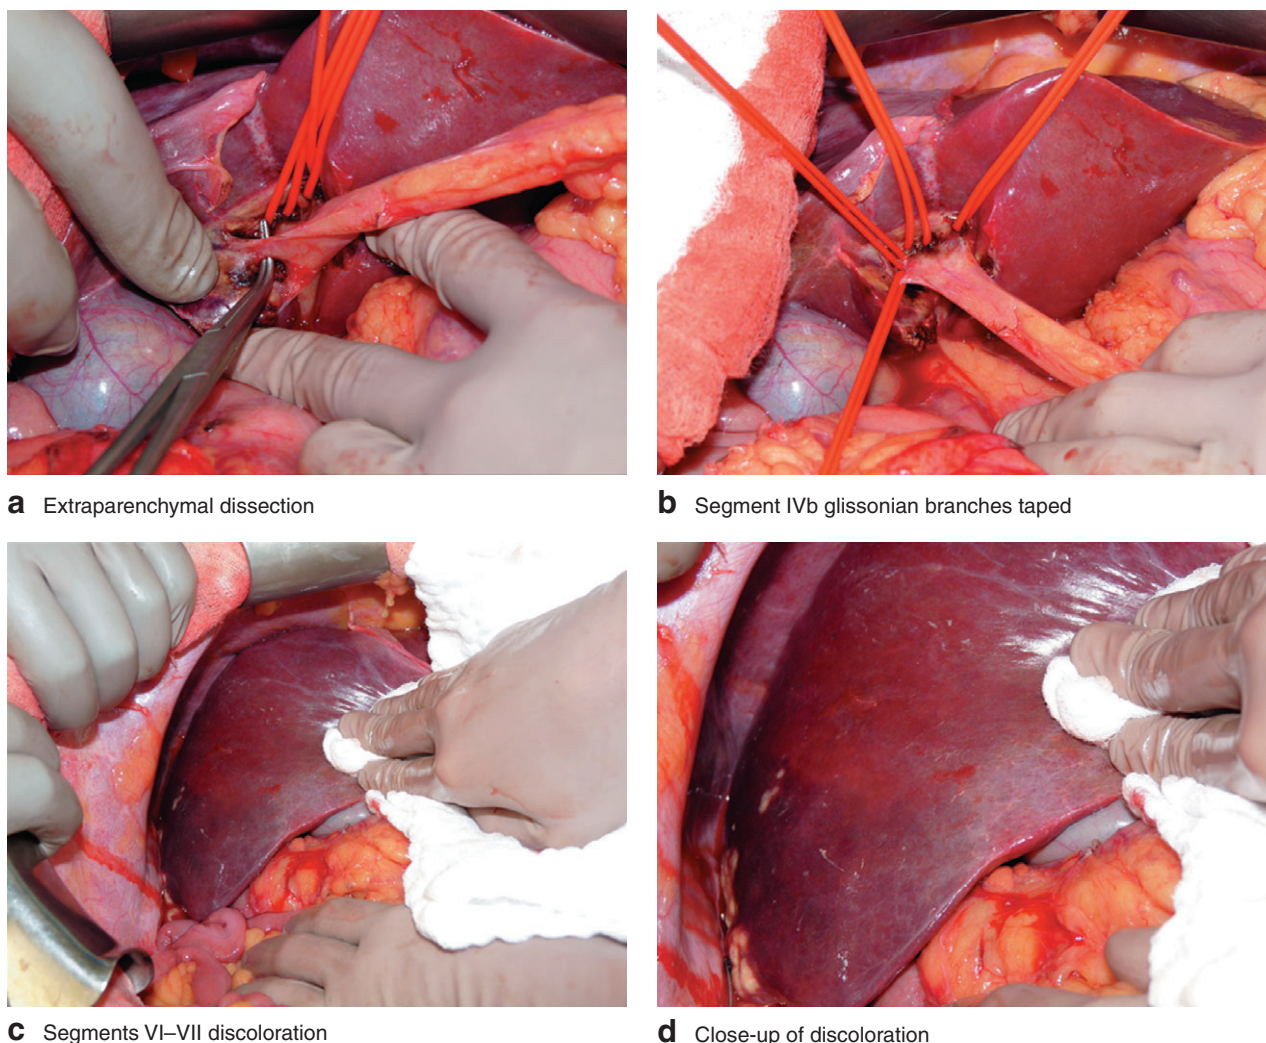 a Extraparenchymal dissection
b Segment IVb glissonian branches taped
c Segments VI–VII discoloration
d Close-up of discoloration